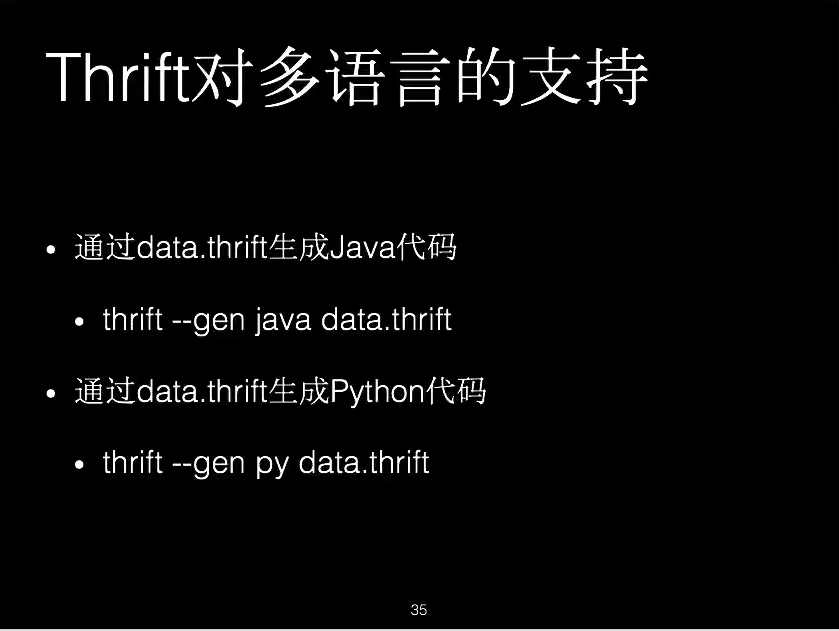 Thrift对多语言的支持
• 通过data.thrift生成Java代码
• thrift --gen java data.thrift
• 通过data.thrift生成Python代码
• thrift --gen py data.thrift
35